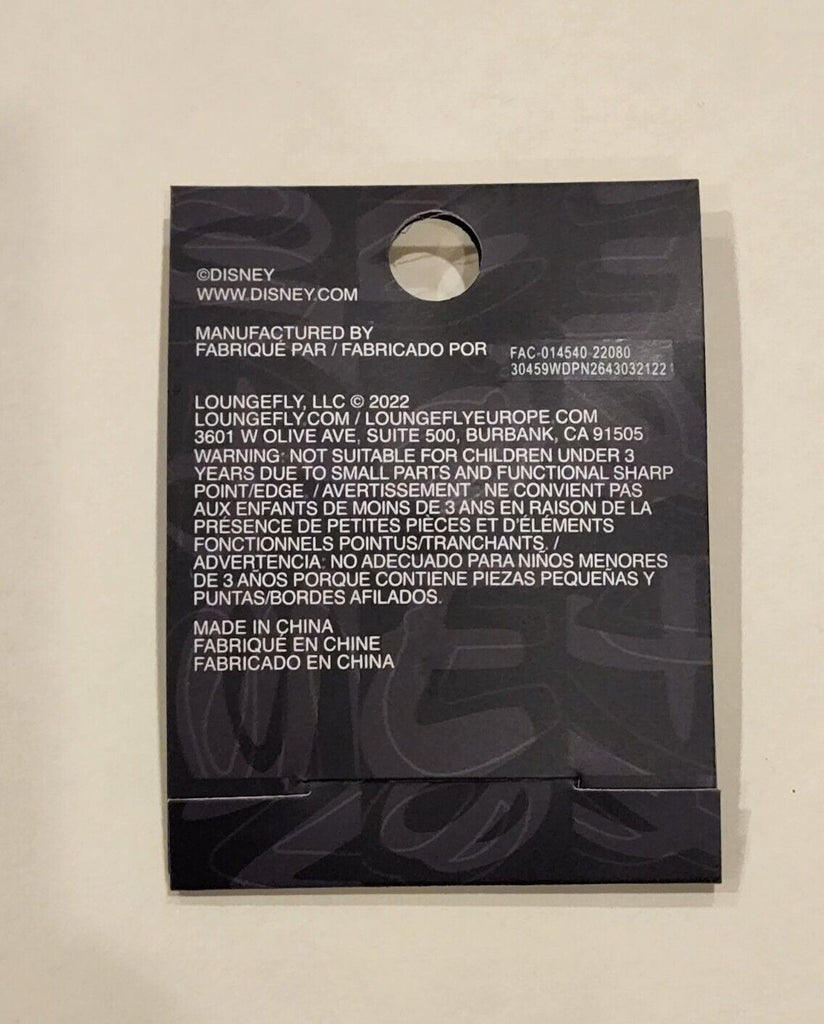 ©DISNEY
WWW.DISNEY.COM
MANUFACTURED BY
FABRIQUÉ PAR / FABRICADO POR
FAC-014540-22080
30459WDPN2643032122
LOUNGEFLY, LLC © 2022
LOUNGEFLY.COM / LOUNGEFLYEUROPE.COM
3601 W OLIVE AVE, SUITE 500, BURBANK, CA 91505
WARNING: NOT SUITABLE FOR CHILDREN UNDER 3
YEARS DUE TO SMALL PARTS AND FUNCTIONAL SHARP
POINT/EDGE. / AVERTISSEMENT : NE CONVIENT PAS
AUX ENFANTS DE MOINS DE 3 ANS EN RAISON DE LA
PRÉSENCE DE PETITES PIÈCES ET D'ÉLÉMENTS
FONCTIONNELS POINTUS/TRANCHANTS. /
ADVERTENCIA: NO ADECUADO PARA NIÑOS MENORES
DE 3 AÑOS PORQUE CONTIENE PIEZAS PEQUEÑAS Y
PUNTAS/BORDES AFILADOS.
MADE IN CHINA
FABRIQUÉ EN CHINE
FABRICADO EN CHINA